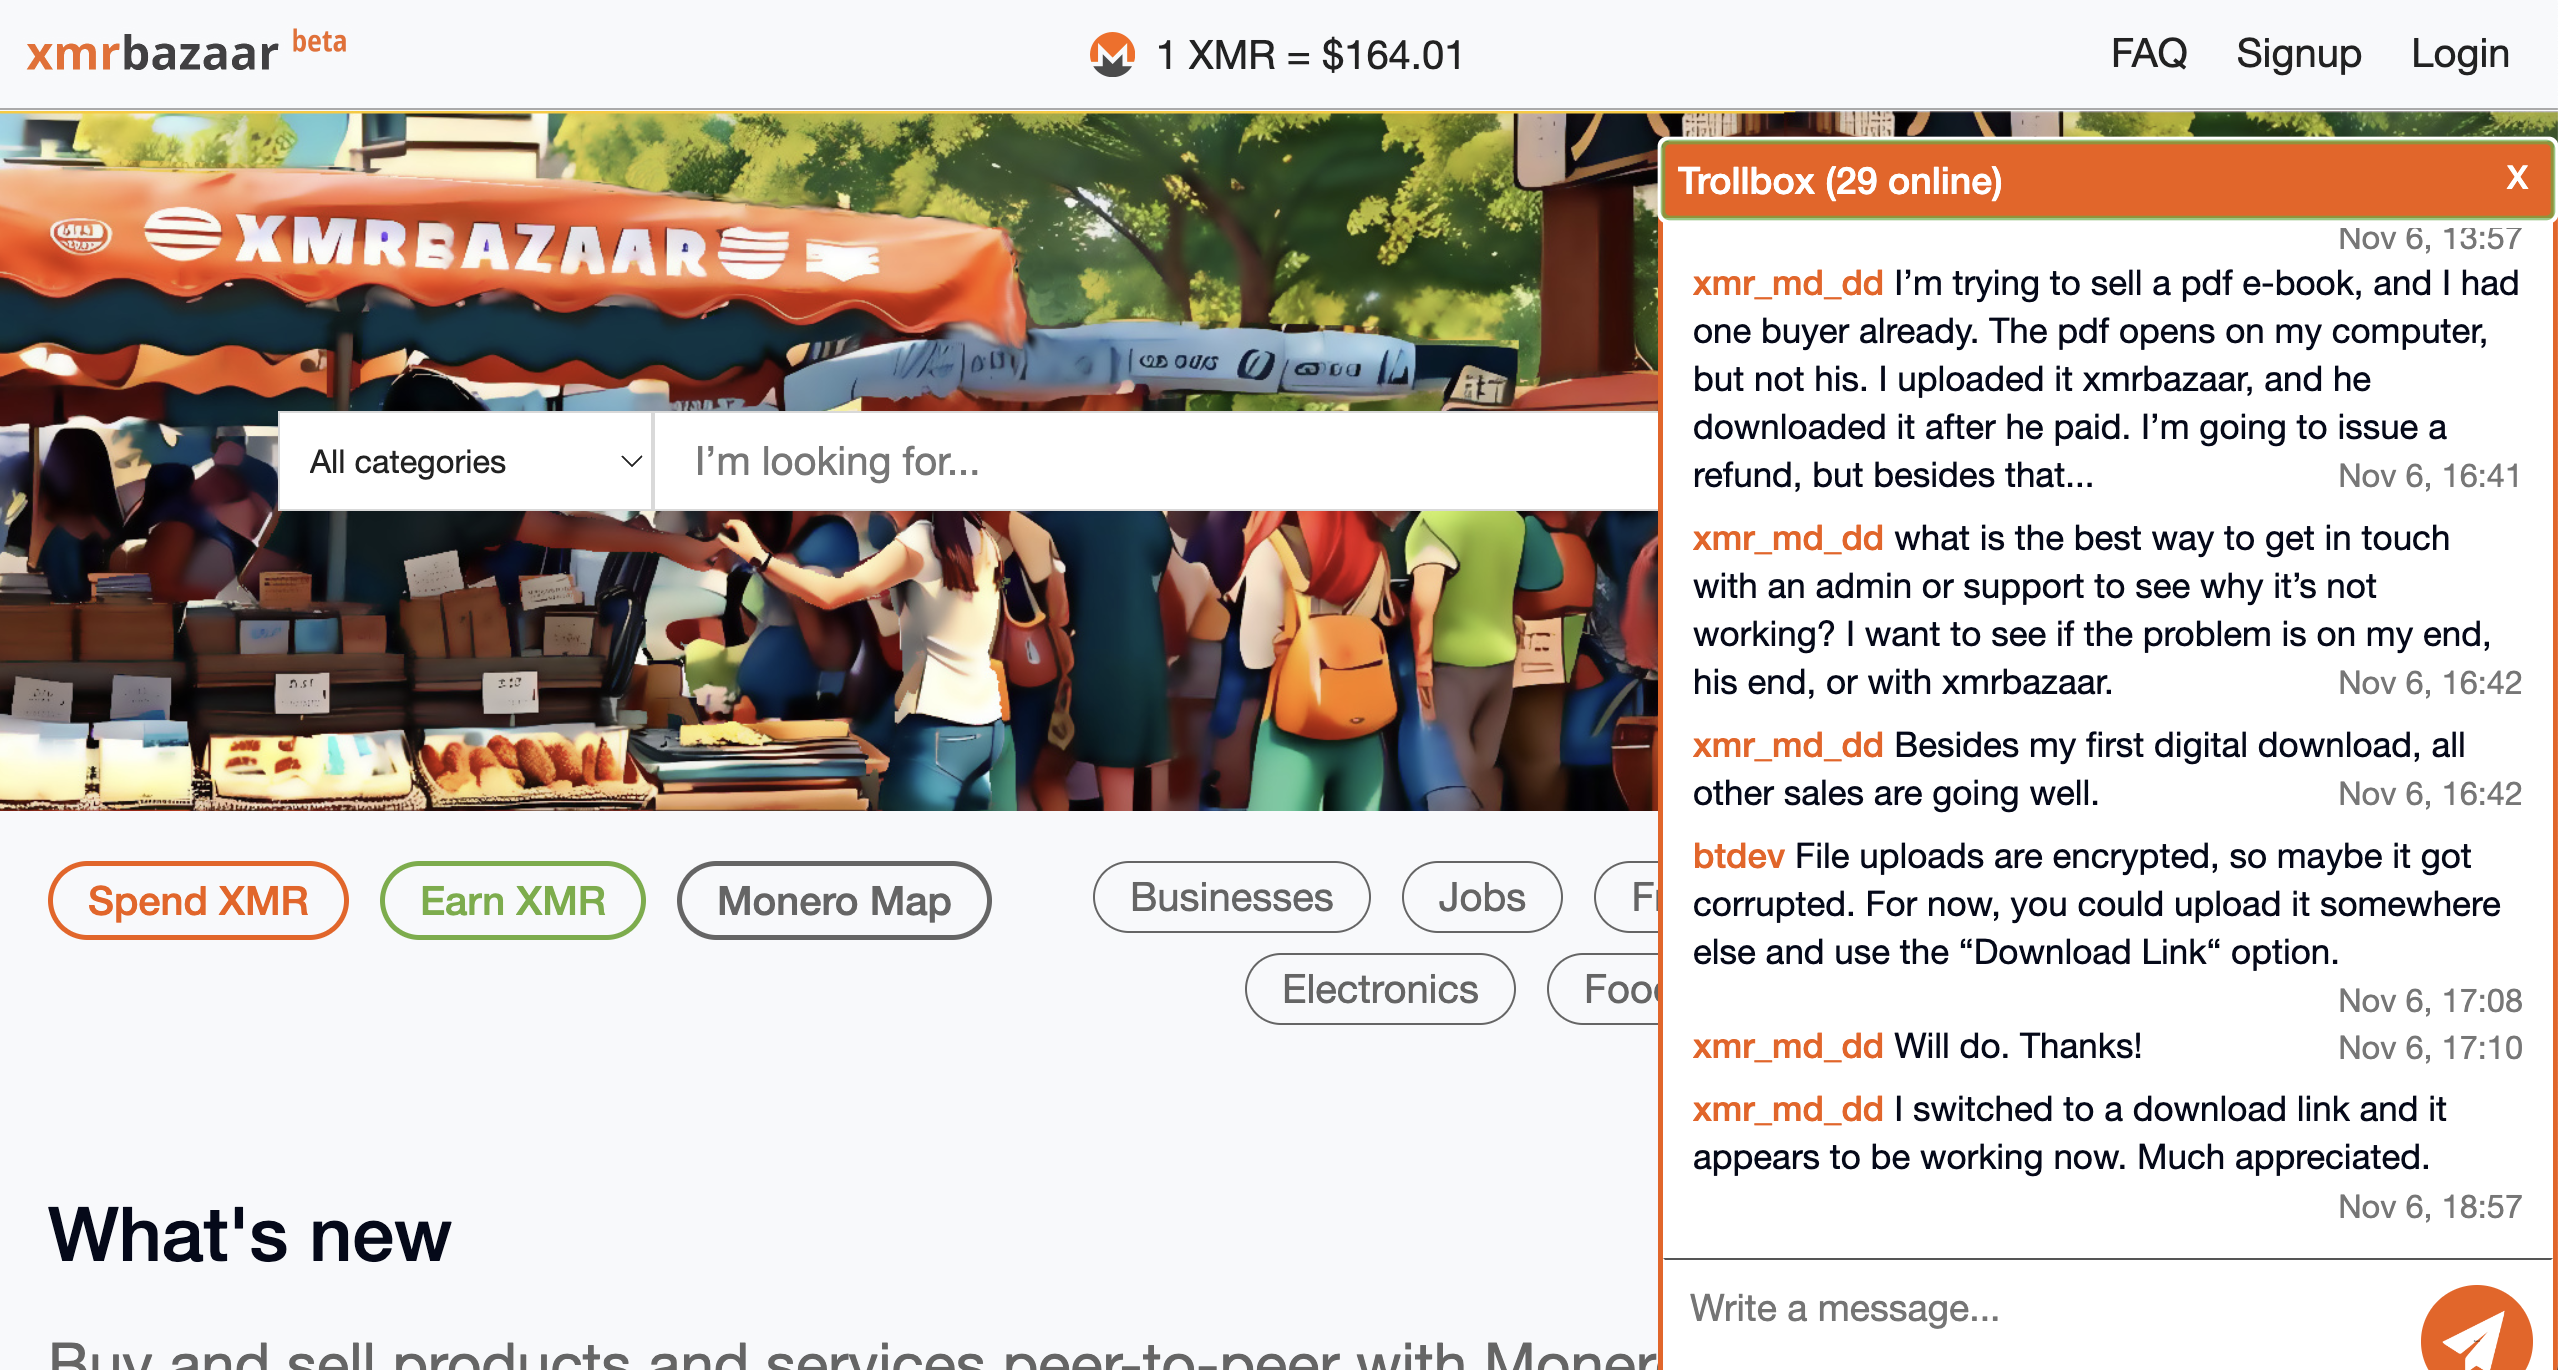 xmrbazaar beta
1 XMR = $164.01
FAQ Signup Login
XMRBAZAAR
All categories
I'm looking for...
Spend XMR
Earn XMR
Monero Map
Businesses
Jobs
Electronics
What's new
Buy and sell products and services peer-to-peer with
Trollbox (29 online)
X
Nov 6, 13:57
xmr_md_dd I’m trying to sell a pdf e-book, and I had
one buyer already. The pdf opens on my computer,
but not his. I uploaded it xmrbazaar, and he
downloaded it after he paid. I’m going to issue a
refund, but besides that...
Nov 6, 16:41
xmr_md_dd what is the best way to get in touch
with an admin or support to see why it’s not
working? I want to see if the problem is on my end,
his end, or with xmrbazaar.
Nov 6, 16:42
xmr_md_dd Besides my first digital download, all
other sales are going well.
Nov 6, 16:42
btdev File uploads are encrypted, so maybe it got
corrupted. For now, you could upload it somewhere
else and use the “Download Link“ option.
Nov 6, 17:08
xmr_md_dd Will do. Thanks!
Nov 6, 17:10
xmr_md_dd I switched to a download link and it
appears to be working now. Much appreciated.
Nov 6, 18:57
Write a message...